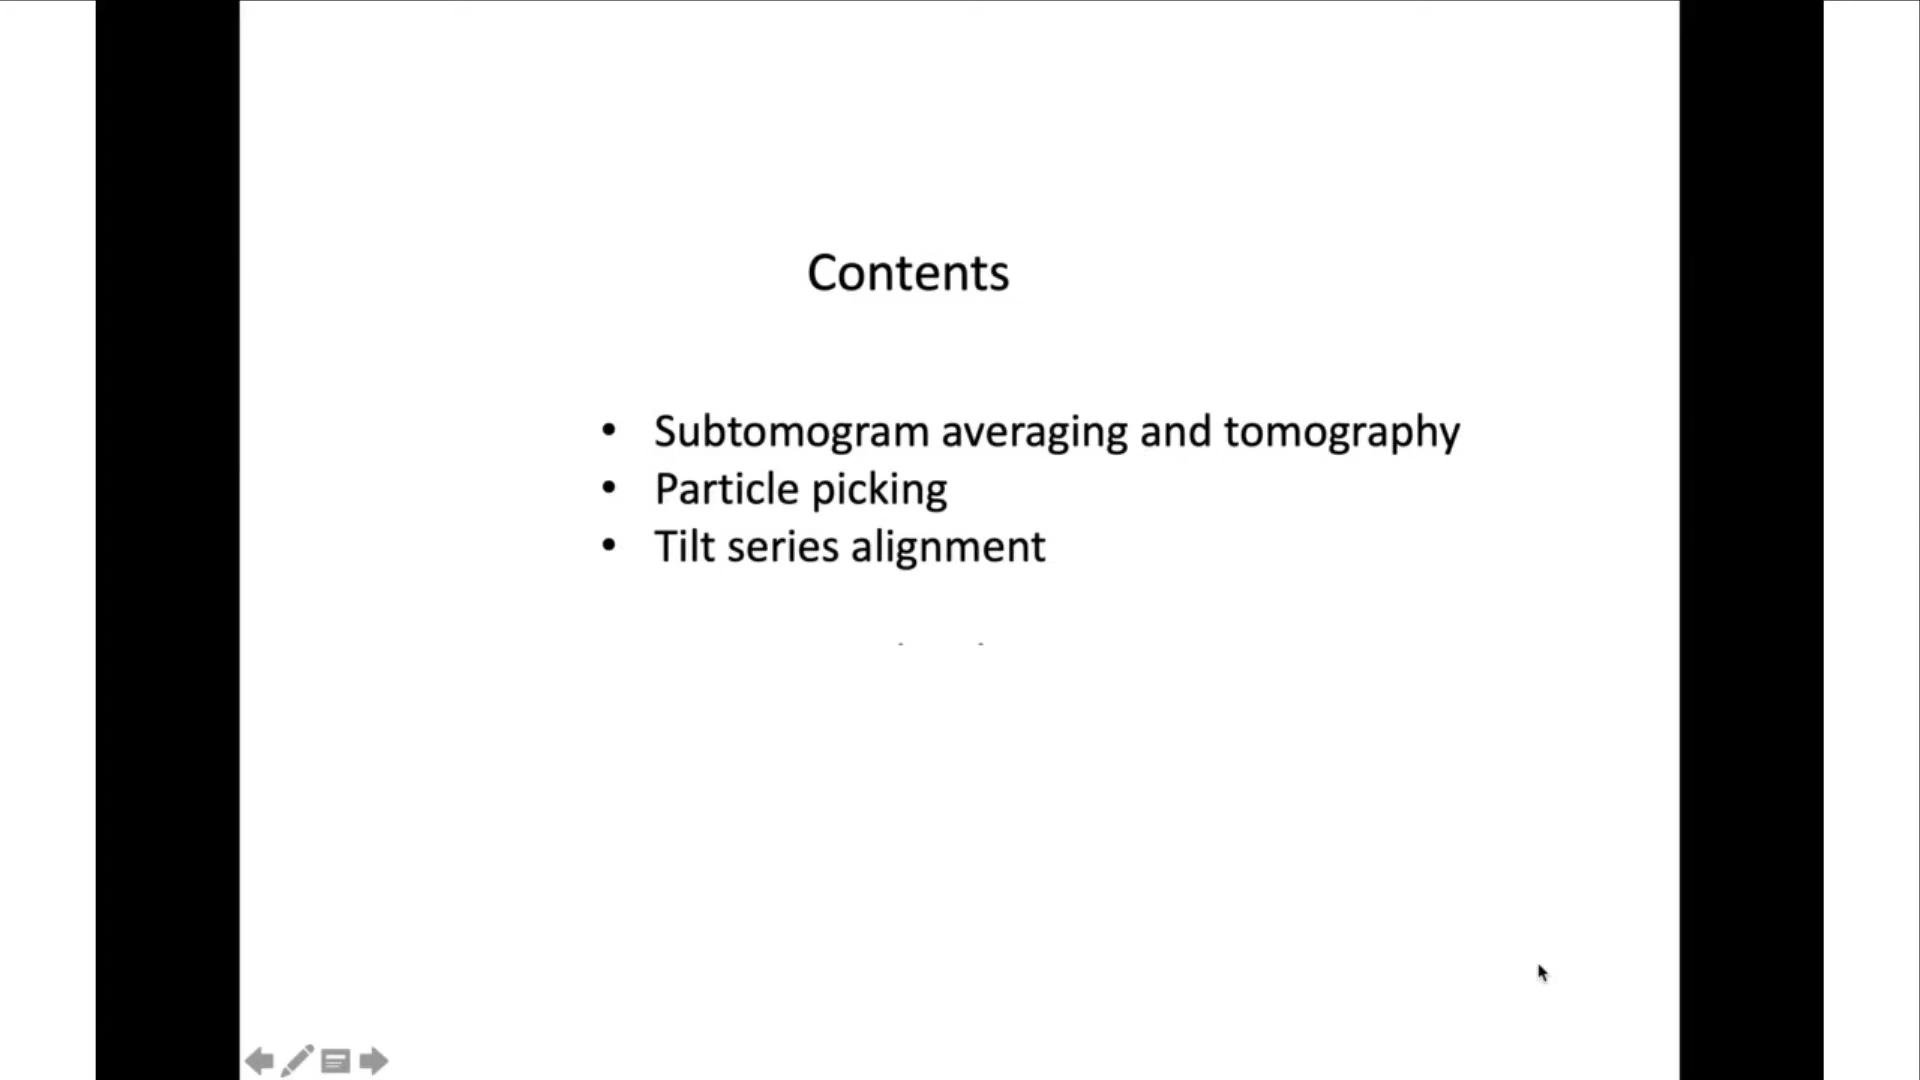 Contents
• Subtomogram averaging and tomography
• Particle picking
• Tilt series alignment